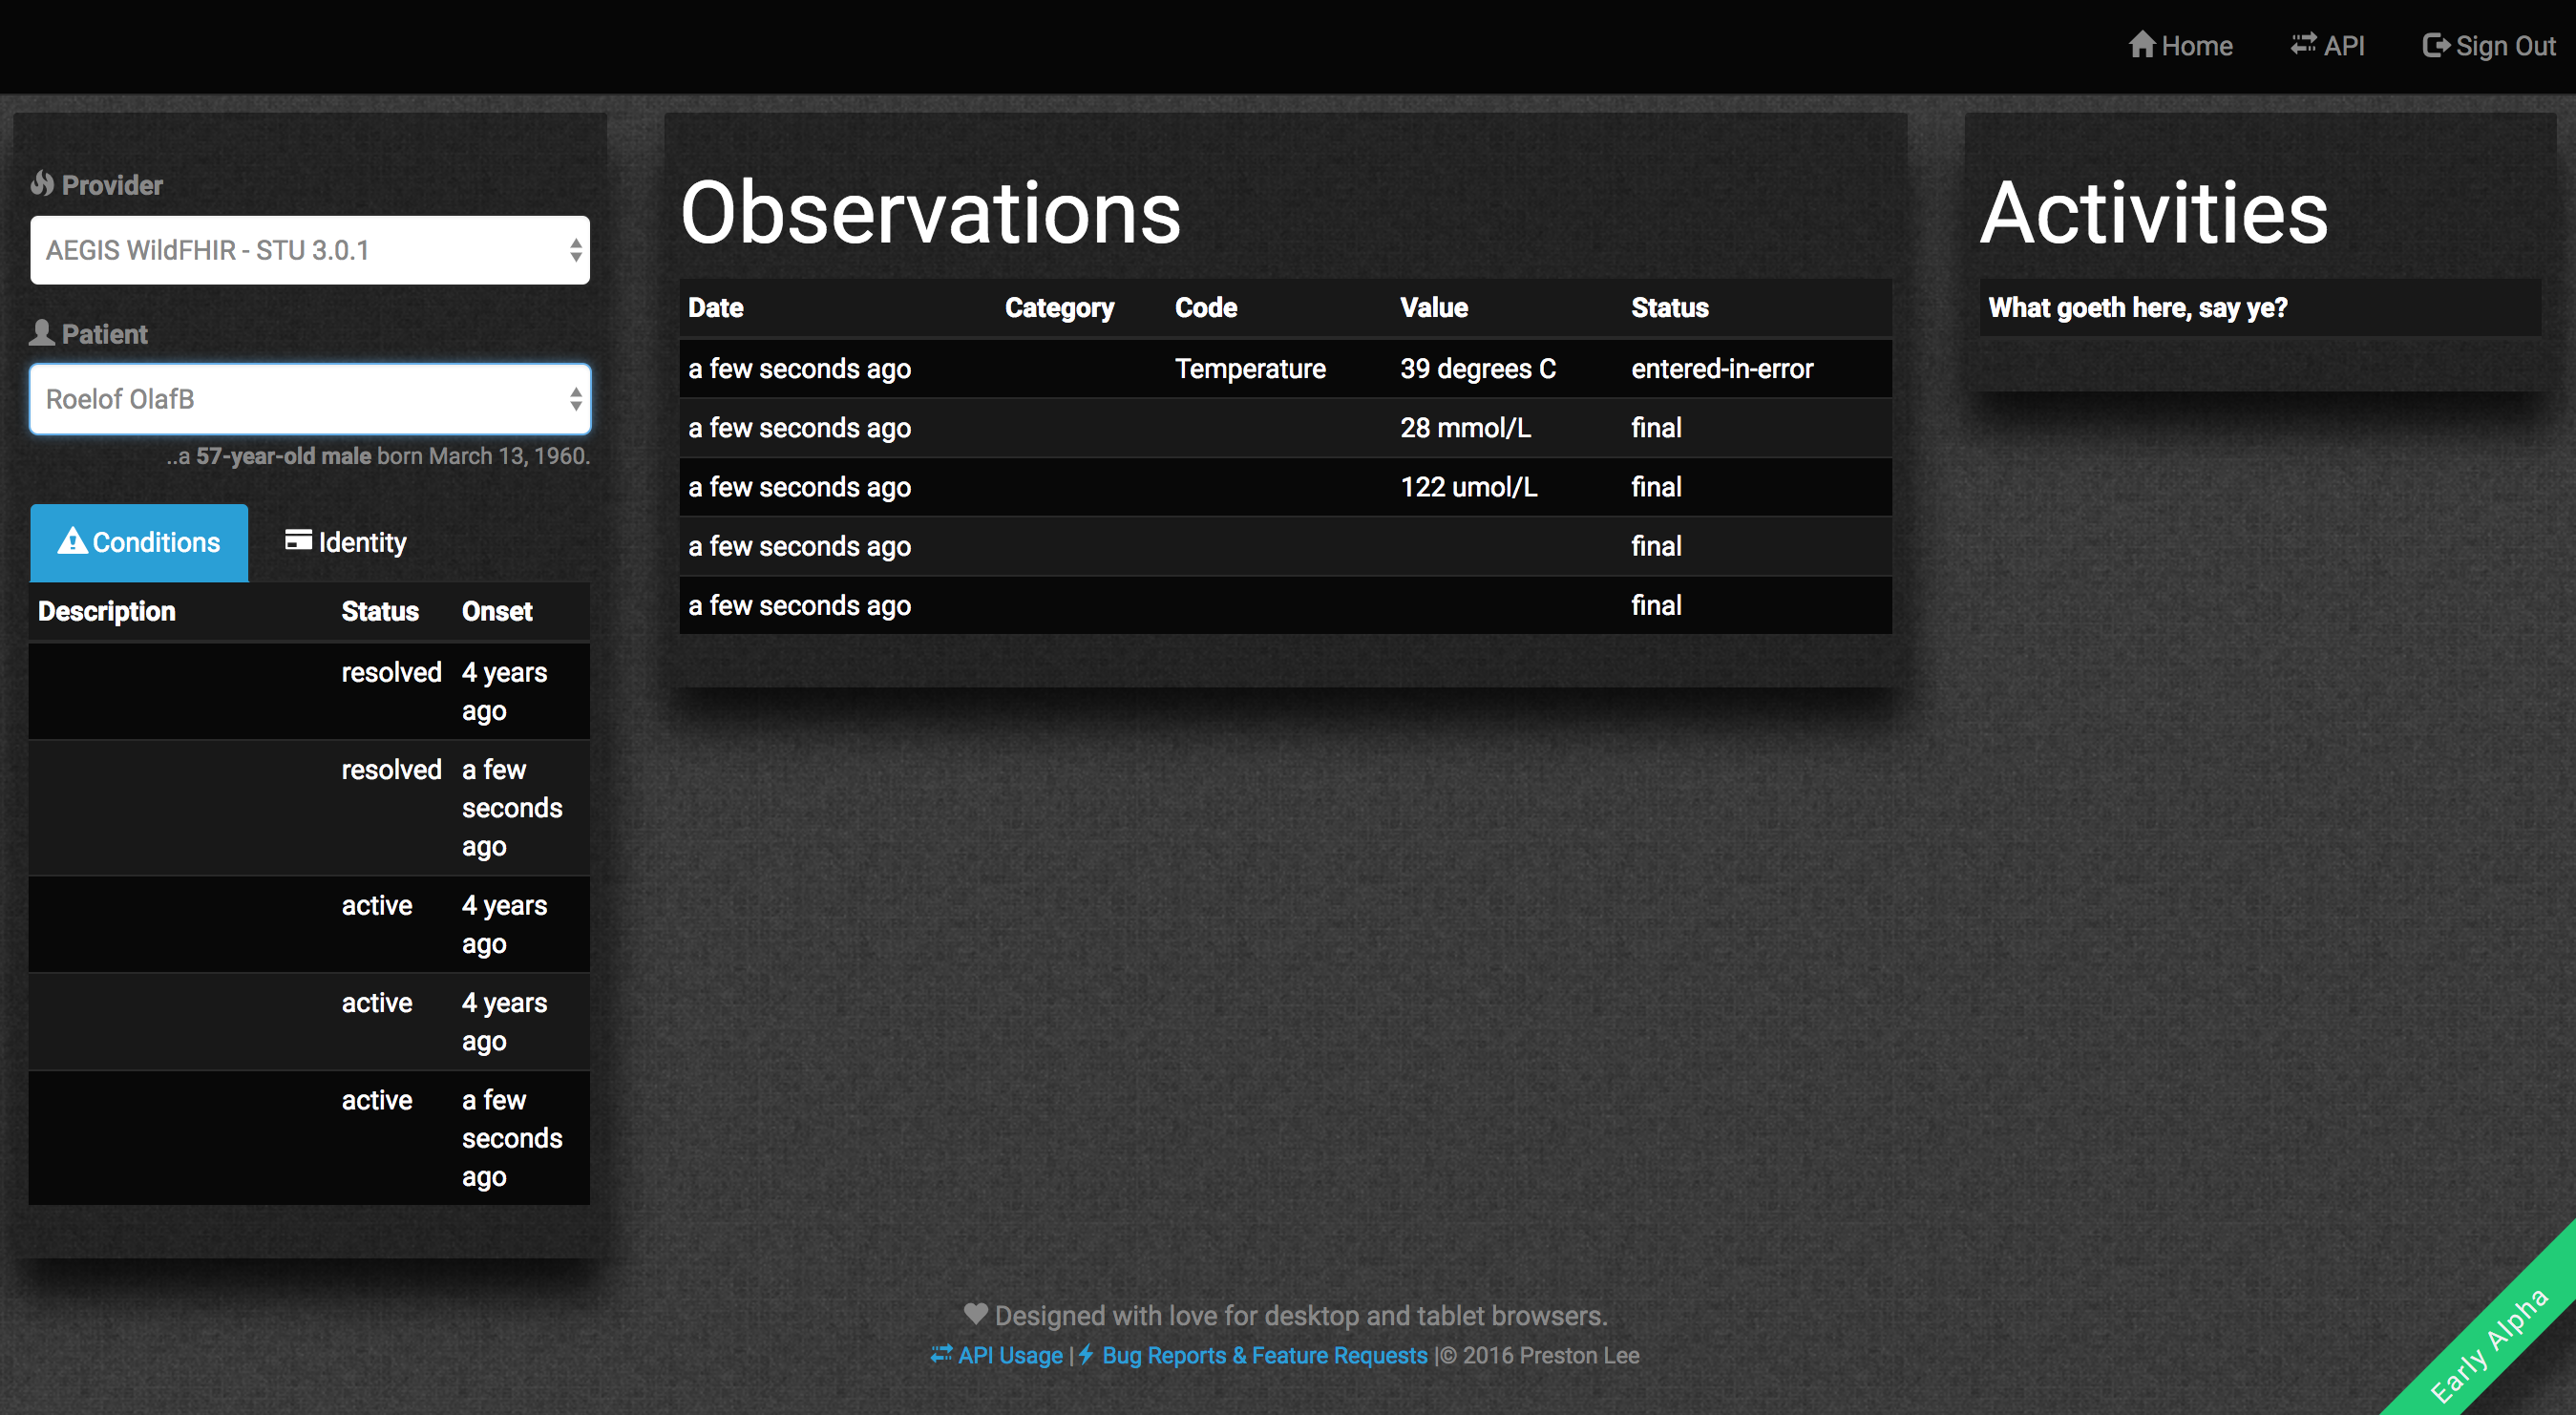 Home API Sign Out
Provider
AEGIS WildFHIR - STU 3.0.1
Patient
Roelof OlafB
..a 57-year-old male born March 13, 1960.
Conditions Identity
Description Status Onset
resolved 4 years
ago
resolved a few
seconds
ago
active 4 years
ago
active 4 years
ago
active a few
seconds
ago
Observations
Date Category Code Value Status
a few seconds ago Temperature 39 degrees C entered-in-error
a few seconds ago 28 mmol/L final
a few seconds ago 122 umol/L final
a few seconds ago final
a few seconds ago final
Activities
What goeth here, say ye?
Designed with love for desktop and tablet browsers.
API Usage | Bug Reports & Feature Requests |© 2016 Preston Lee
Early Alpha